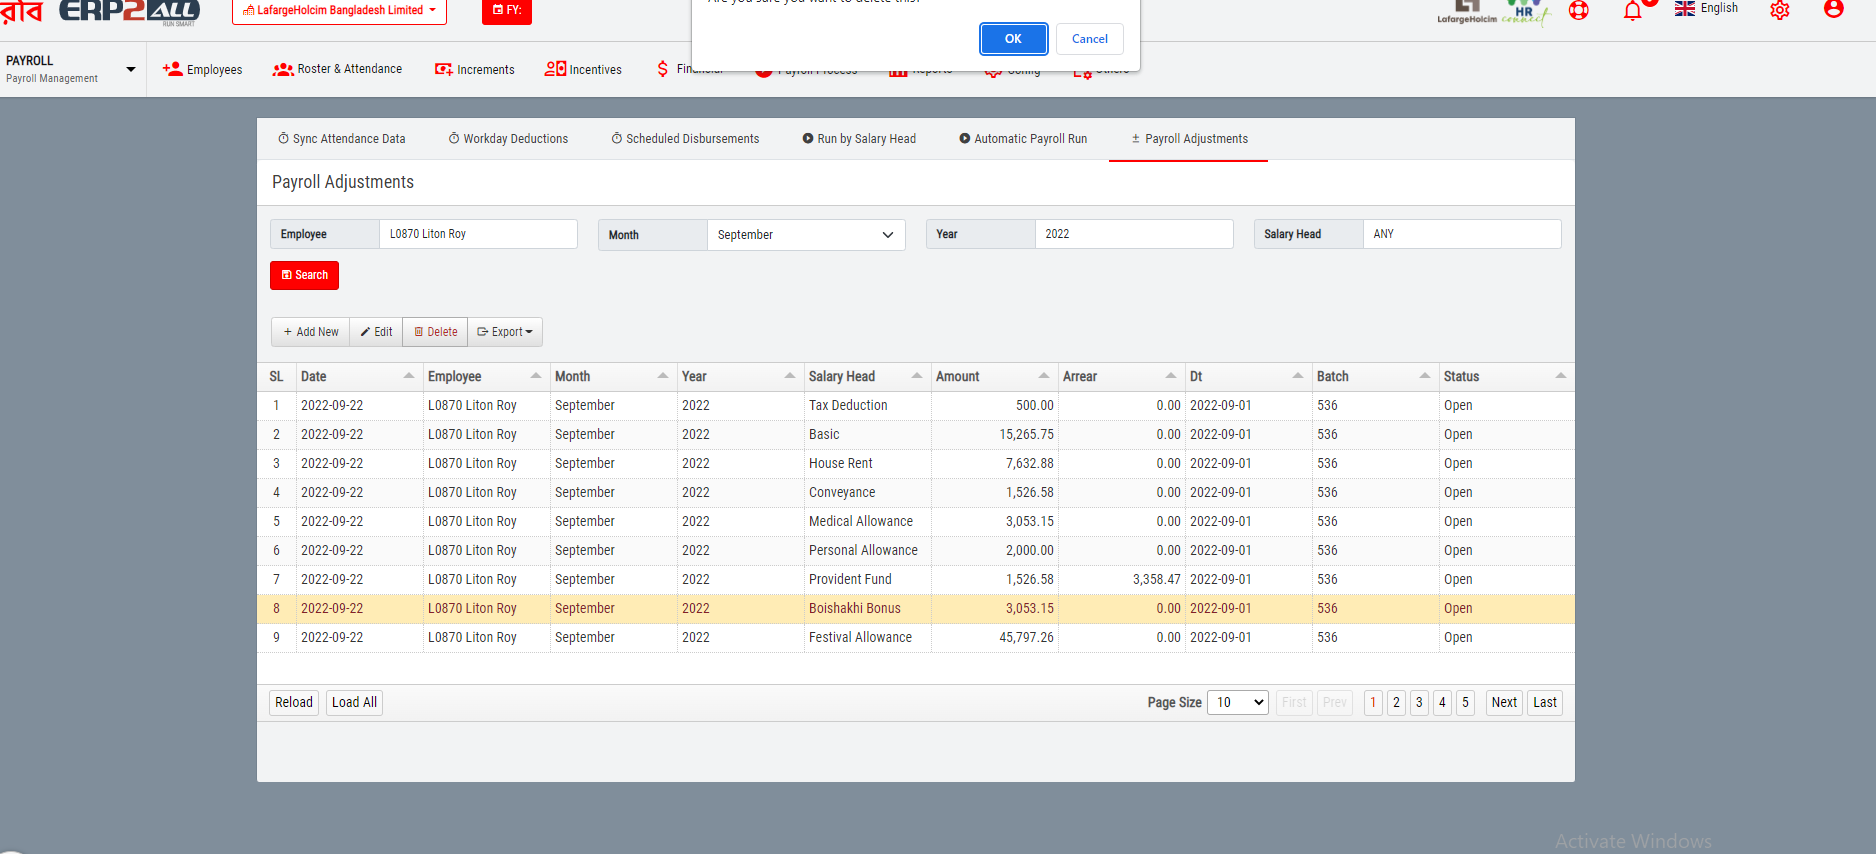 রবি ERP2ALL
RUN SMART
LafargeHolcim Bangladesh Limited
FY:
OK
Cancel
LafargeHolcim
HR
connect
English
PAYROLL
Payroll Management
Employees
Roster & Attendance
Increments
Incentives
Sync Attendance Data
Workday Deductions
Scheduled Disbursements
Run by Salary Head
Automatic Payroll Run
± Payroll Adjustments
Payroll Adjustments
Employee L0870 Liton Roy
Month September
Year 2022
Salary Head ANY
Search
+ Add New
Edit
Delete
Export
SL Date Employee Month Year Salary Head Amount Arrear Dt Batch Status
1 2022-09-22 L0870 Liton Roy September 2022 Tax Deduction 500.00 0.00 2022-09-01 536 Open
2 2022-09-22 L0870 Liton Roy September 2022 Basic 15,265.75 0.00 2022-09-01 536 Open
3 2022-09-22 L0870 Liton Roy September 2022 House Rent 7,632.88 0.00 2022-09-01 536 Open
4 2022-09-22 L0870 Liton Roy September 2022 Conveyance 1,526.58 0.00 2022-09-01 536 Open
5 2022-09-22 L0870 Liton Roy September 2022 Medical Allowance 3,053.15 0.00 2022-09-01 536 Open
6 2022-09-22 L0870 Liton Roy September 2022 Personal Allowance 2,000.00 0.00 2022-09-01 536 Open
7 2022-09-22 L0870 Liton Roy September 2022 Provident Fund 1,526.58 3,358.47 2022-09-01 536 Open
8 2022-09-22 L0870 Liton Roy September 2022 Boishakhi Bonus 3,053.15 0.00 2022-09-01 536 Open
9 2022-09-22 L0870 Liton Roy September 2022 Festival Allowance 45,797.26 0.00 2022-09-01 536 Open
Reload
Load All
Page Size 10 First Prev 1 2 3 4 5 Next Last
Activate Windows